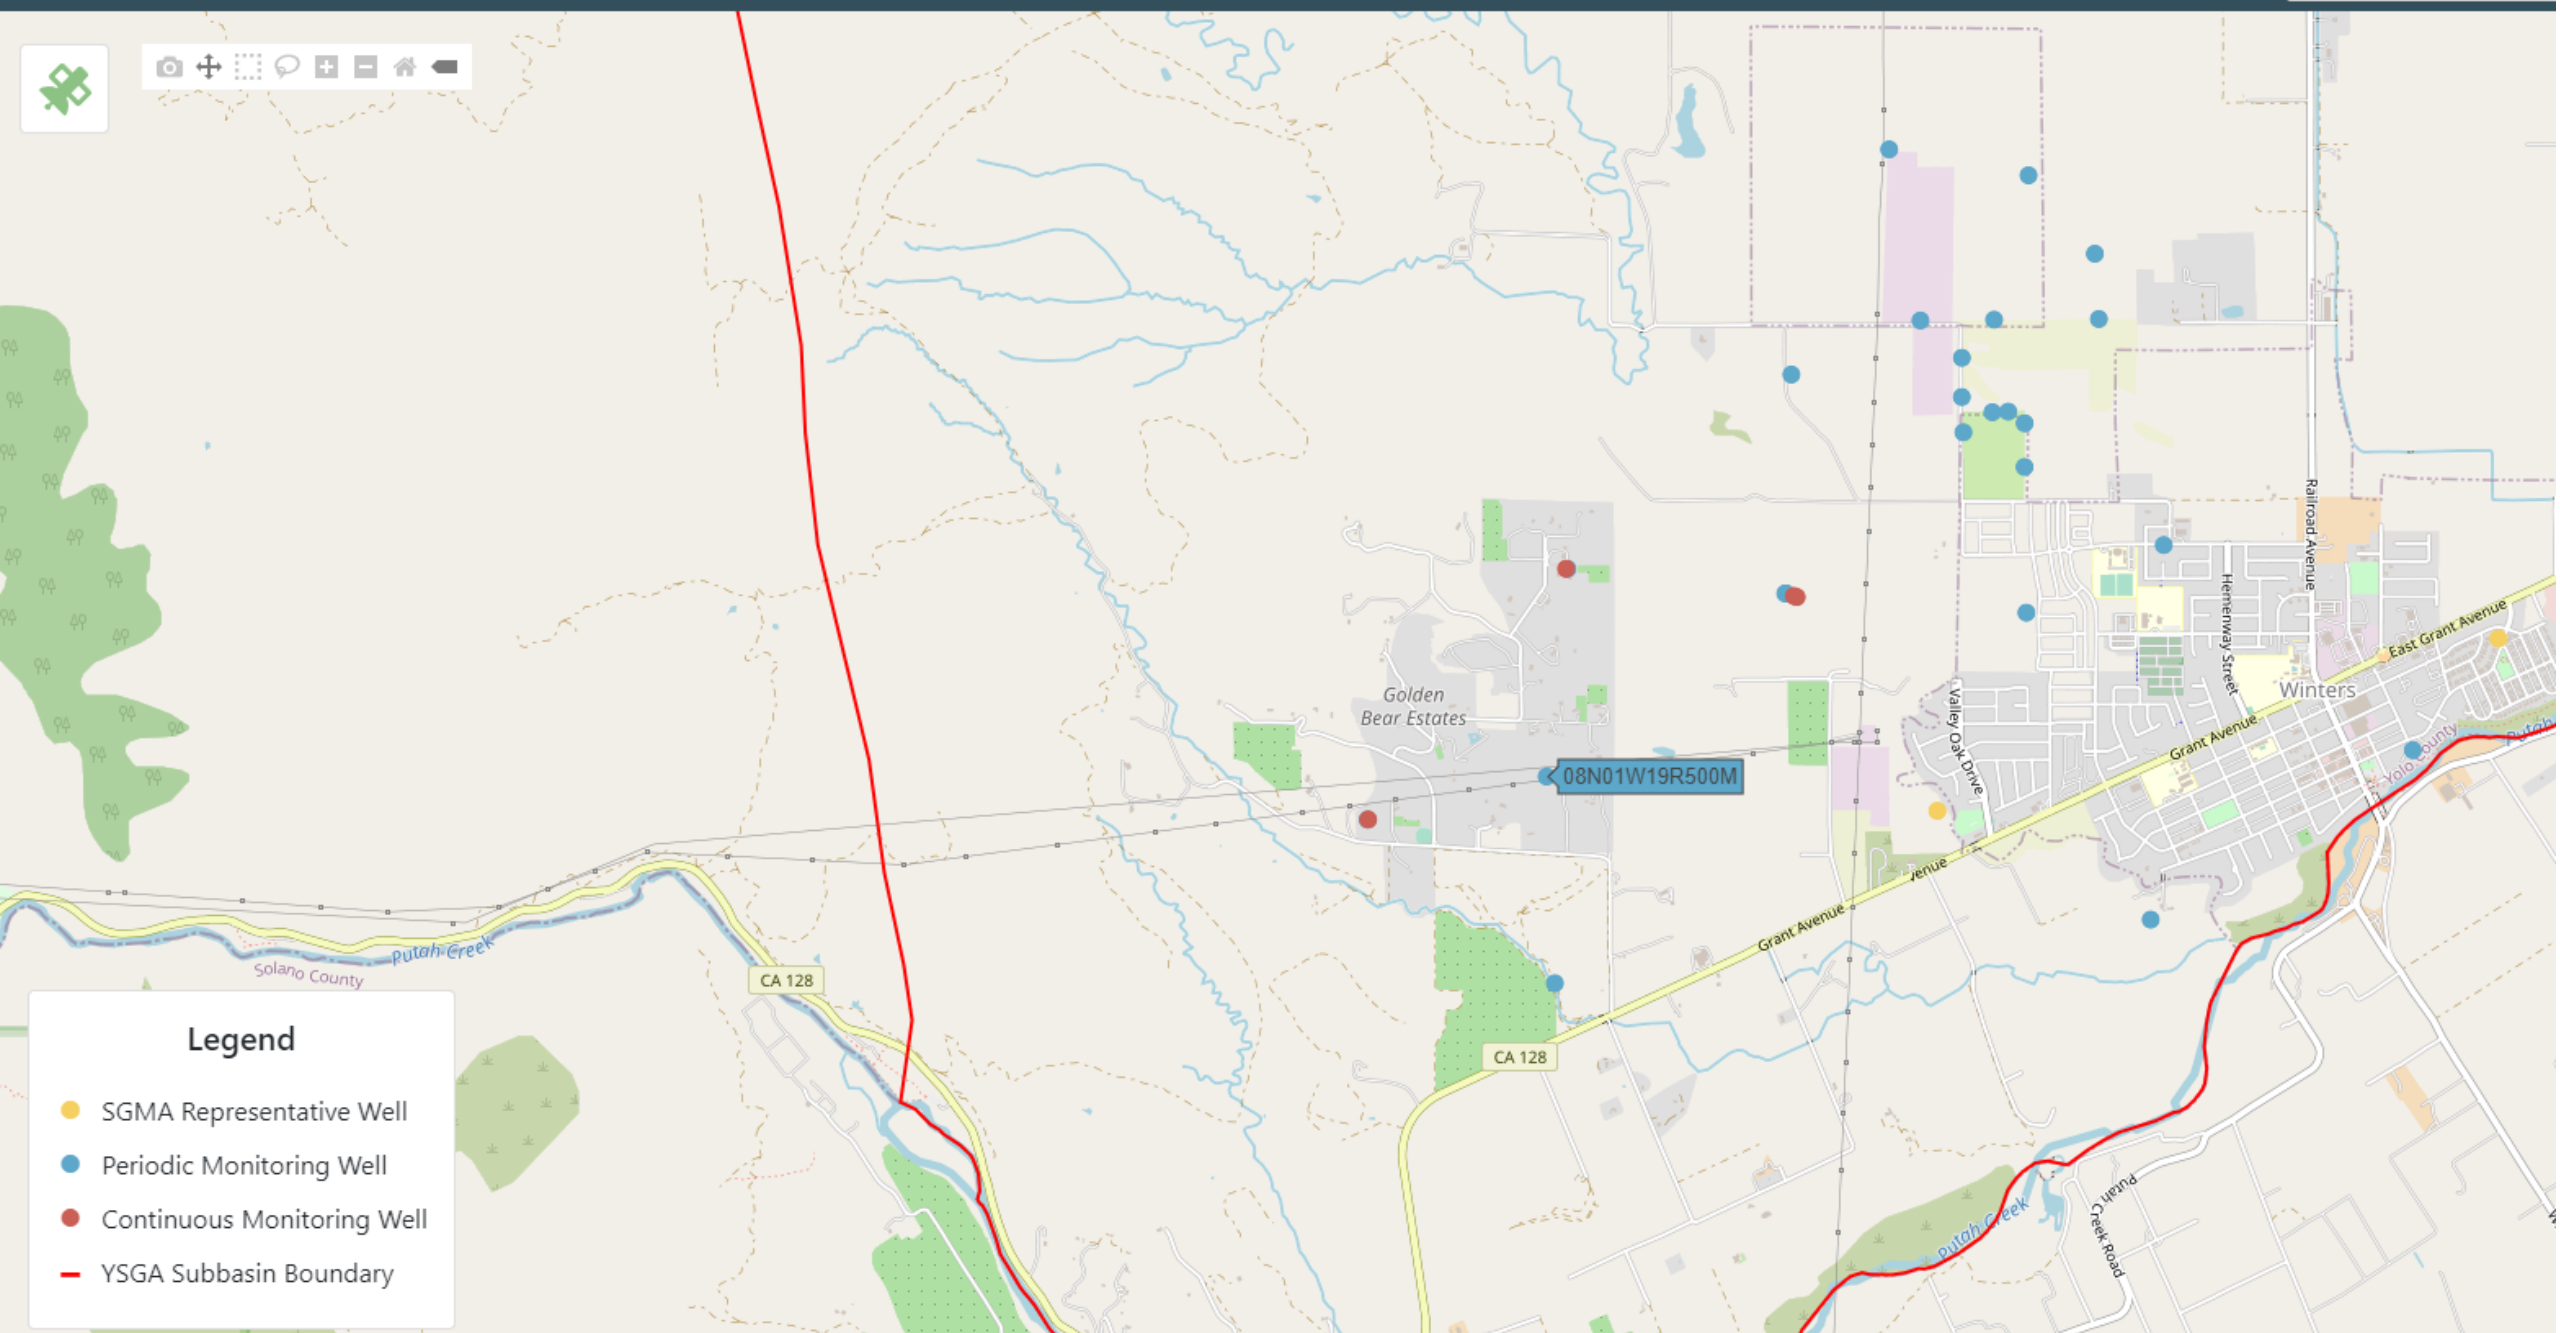 Railroad Avenue
Hemenway Street
East Grant Avenue
Winters
Golden
Bear Estates
Valley Oak Drive
Grant Avenue
Yolo County
Putah
08N01W19R500M
venue
Grant Avenue
Putah Creek
Solano County
CA 128
CA 128
Putah Creek
Putah
Creek Road
W
Legend
SGMA Representative Well
Periodic Monitoring Well
Continuous Monitoring Well
YSGA Subbasin Boundary